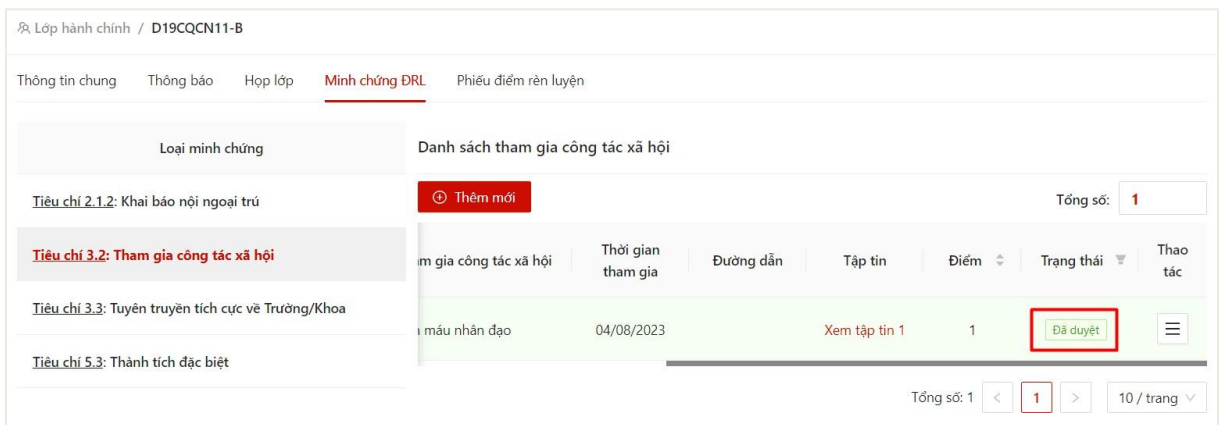 Lớp hành chính / D19CQCN11-B
Thông tin chung Thông báo Họp lớp Minh chứng ĐRL Phiếu điểm rèn luyện
Loại minh chứng
Tiêu chí 2.1.2: Khai báo nội ngoại trú
Tiêu chí 3.2: Tham gia công tác xã hội
Tiêu chí 3.3: Tuyên truyền tích cực về Trường/Khoa
Tiêu chí 5.3: Thành tích đặc biệt
Danh sách tham gia công tác xã hội
Thêm mới
Tổng số: 1
gia công tác xã hội
Thời gian
tham gia
Đường dẫn
Tập tin
Điểm
Trạng thái
Thao
tác
máu nhân đạo
04/08/2023
Xem tập tin 1
1
Đã duyệt
Tổng số: 1 < 1 > 10 / trang